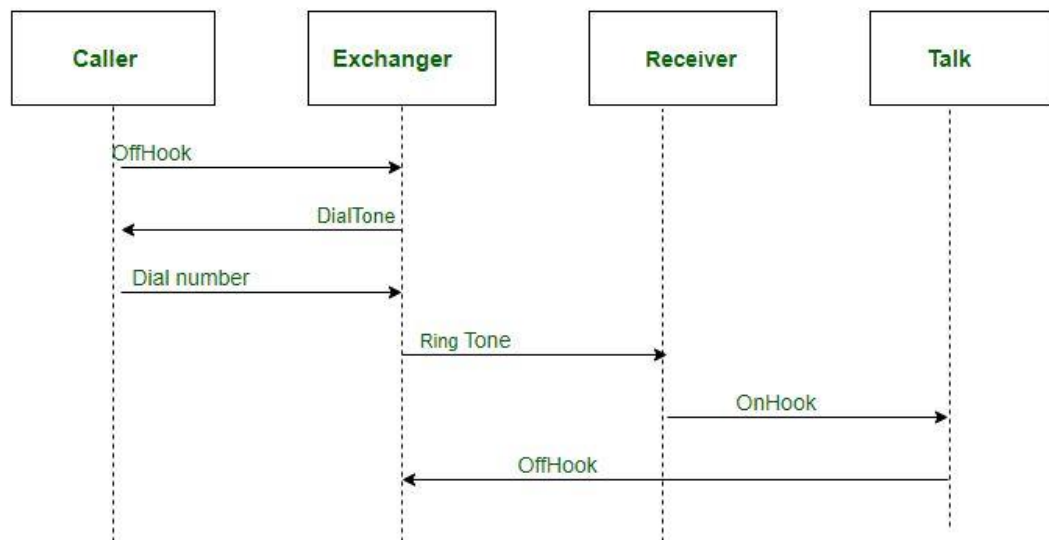 Caller
Exchanger
Receiver
Talk
OffHook
DialTone
Dial number
Ring Tone
OnHook
OffHook